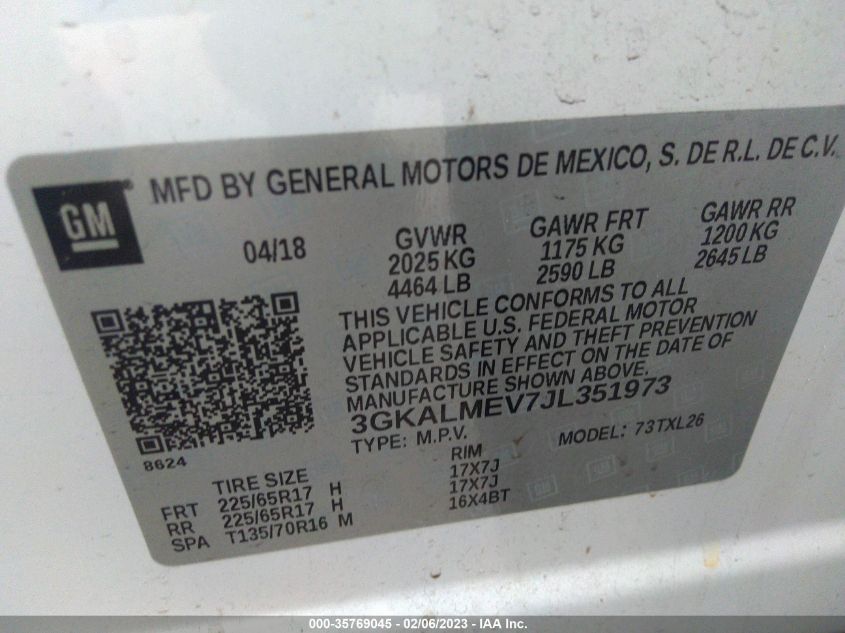 MFD BY GENERAL MOTORS DE MEXICO, S. DE R.L. DE C.V.
GM
04/18
GVWR
2025 KG
4464 LB
GAWR FRT
1175 KG
2590 LB
GAWR RR
1200 KG
2645 LB
THIS VEHICLE CONFORMS TO ALL
APPLICABLE U.S. FEDERAL MOTOR
VEHICLE SAFETY AND THEFT PREVENTION
STANDARDS IN EFFECT ON THE DATE OF
MANUFACTURE SHOWN ABOVE.
3GKALMEV7JL351973
TYPE: M.P.V. MODEL: 73TXL26
8624
TIRE SIZE RIM
FRT 225/65R17 H 17X7J
RR 225/65R17 H 17X7J
SPA T135/70R16 M 16X4BT
GM
000-35769045 - 02/06/2023 - IAA Inc.